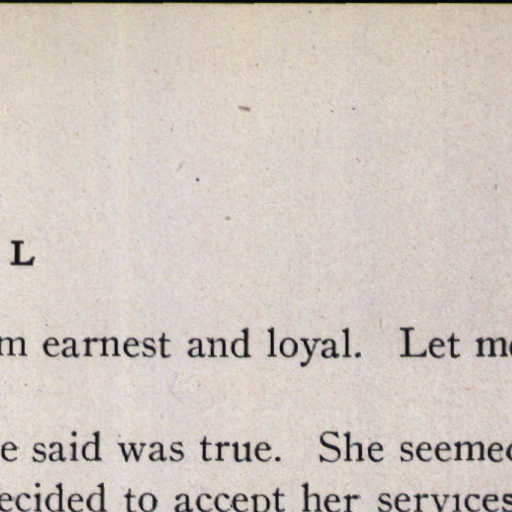 L
m earnest and loyal. Let me
e said was true. She seemed
ecided to accept her services